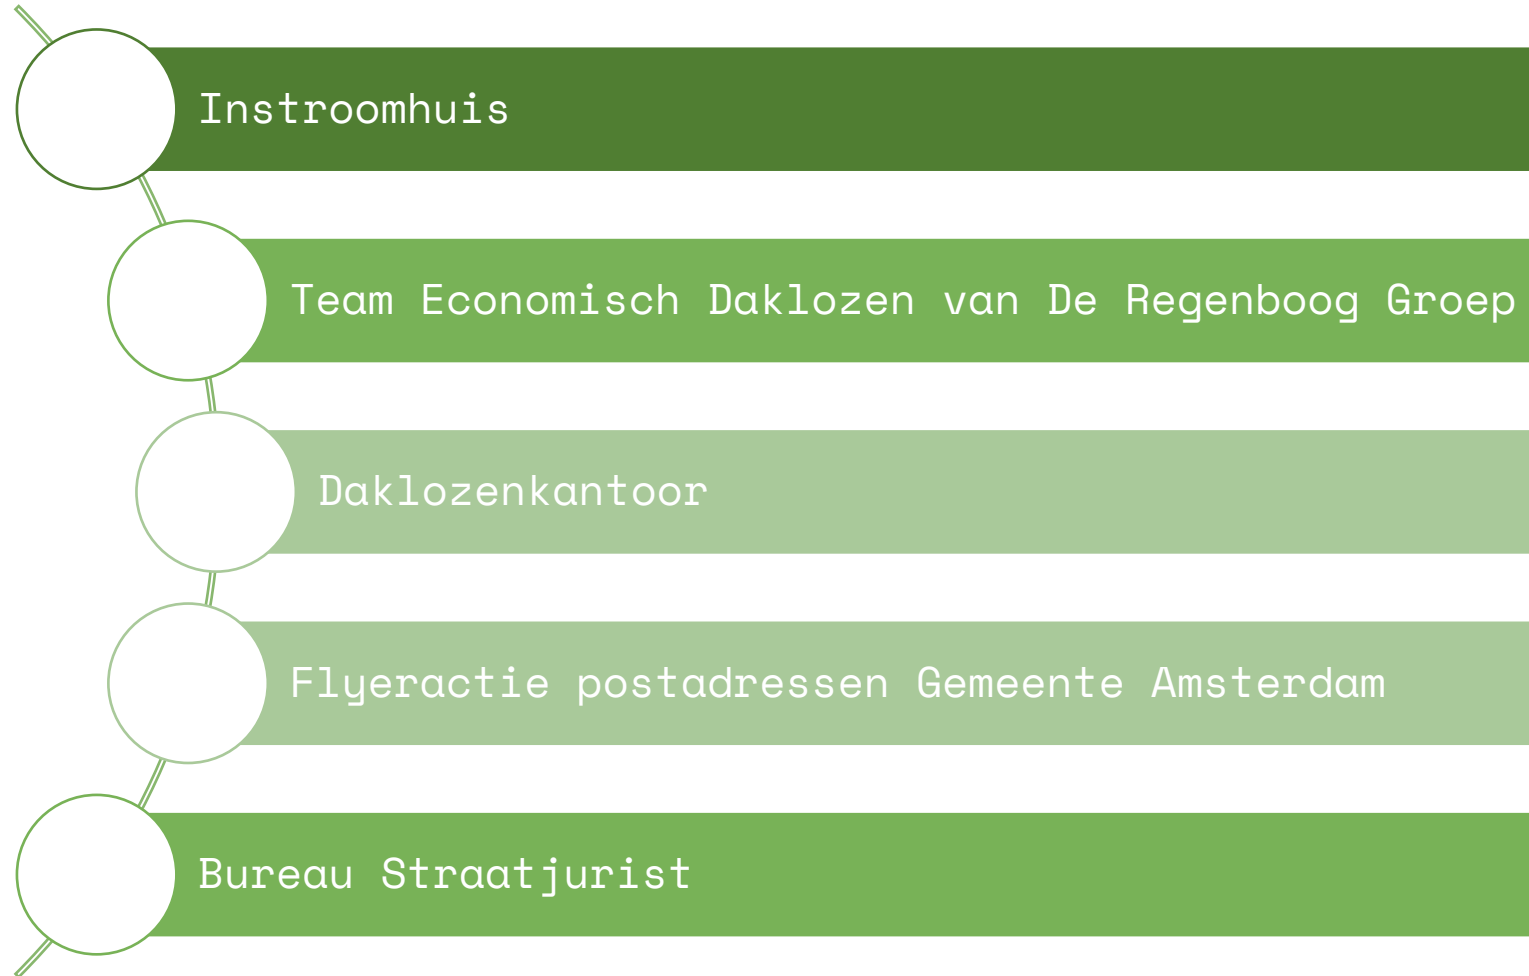 Instroomhuis
Team Economisch Daklozen van De Regenboog Groep
Daklozenkantoor
Flyeractie postadressen Gemeente Amsterdam
Bureau Straatjurist